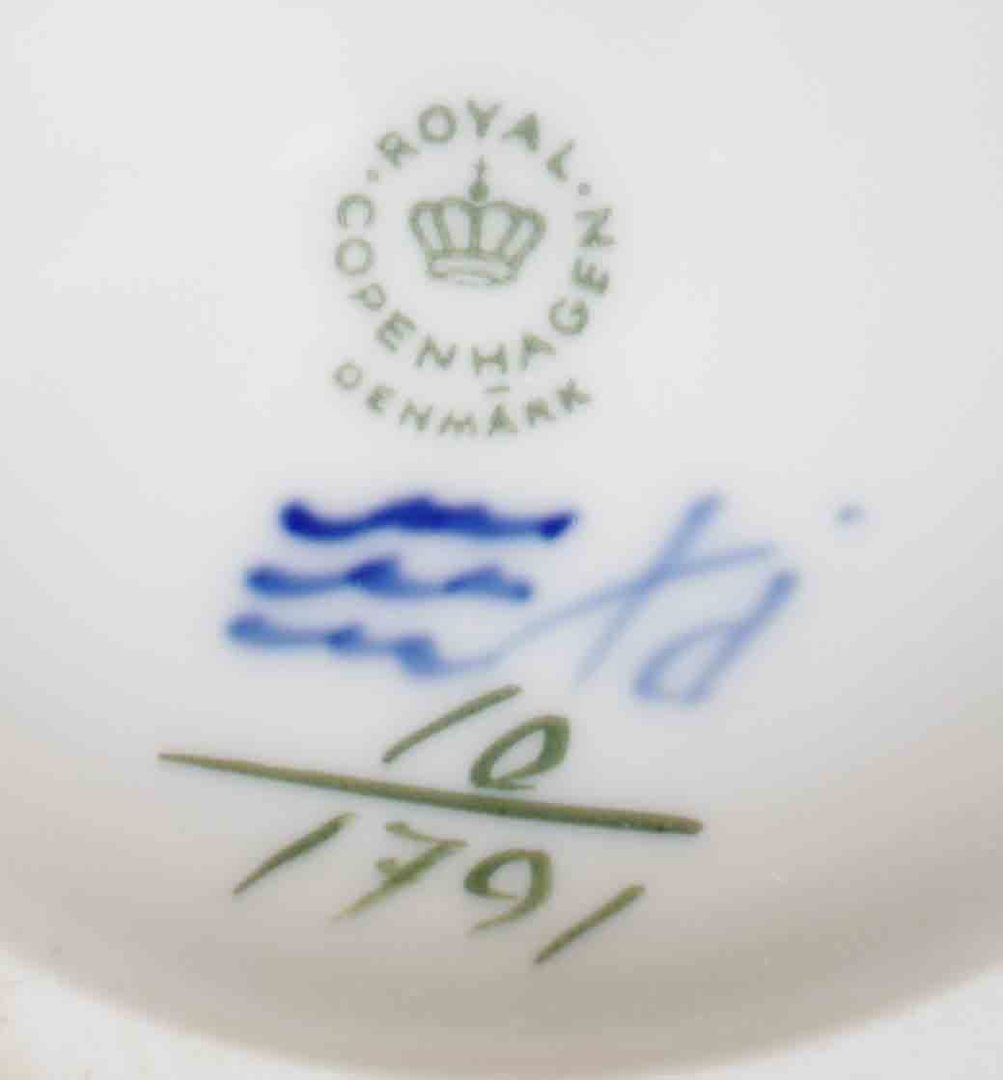 · ROYAL ·
COPENHAGEN
DENMARK
10
1791